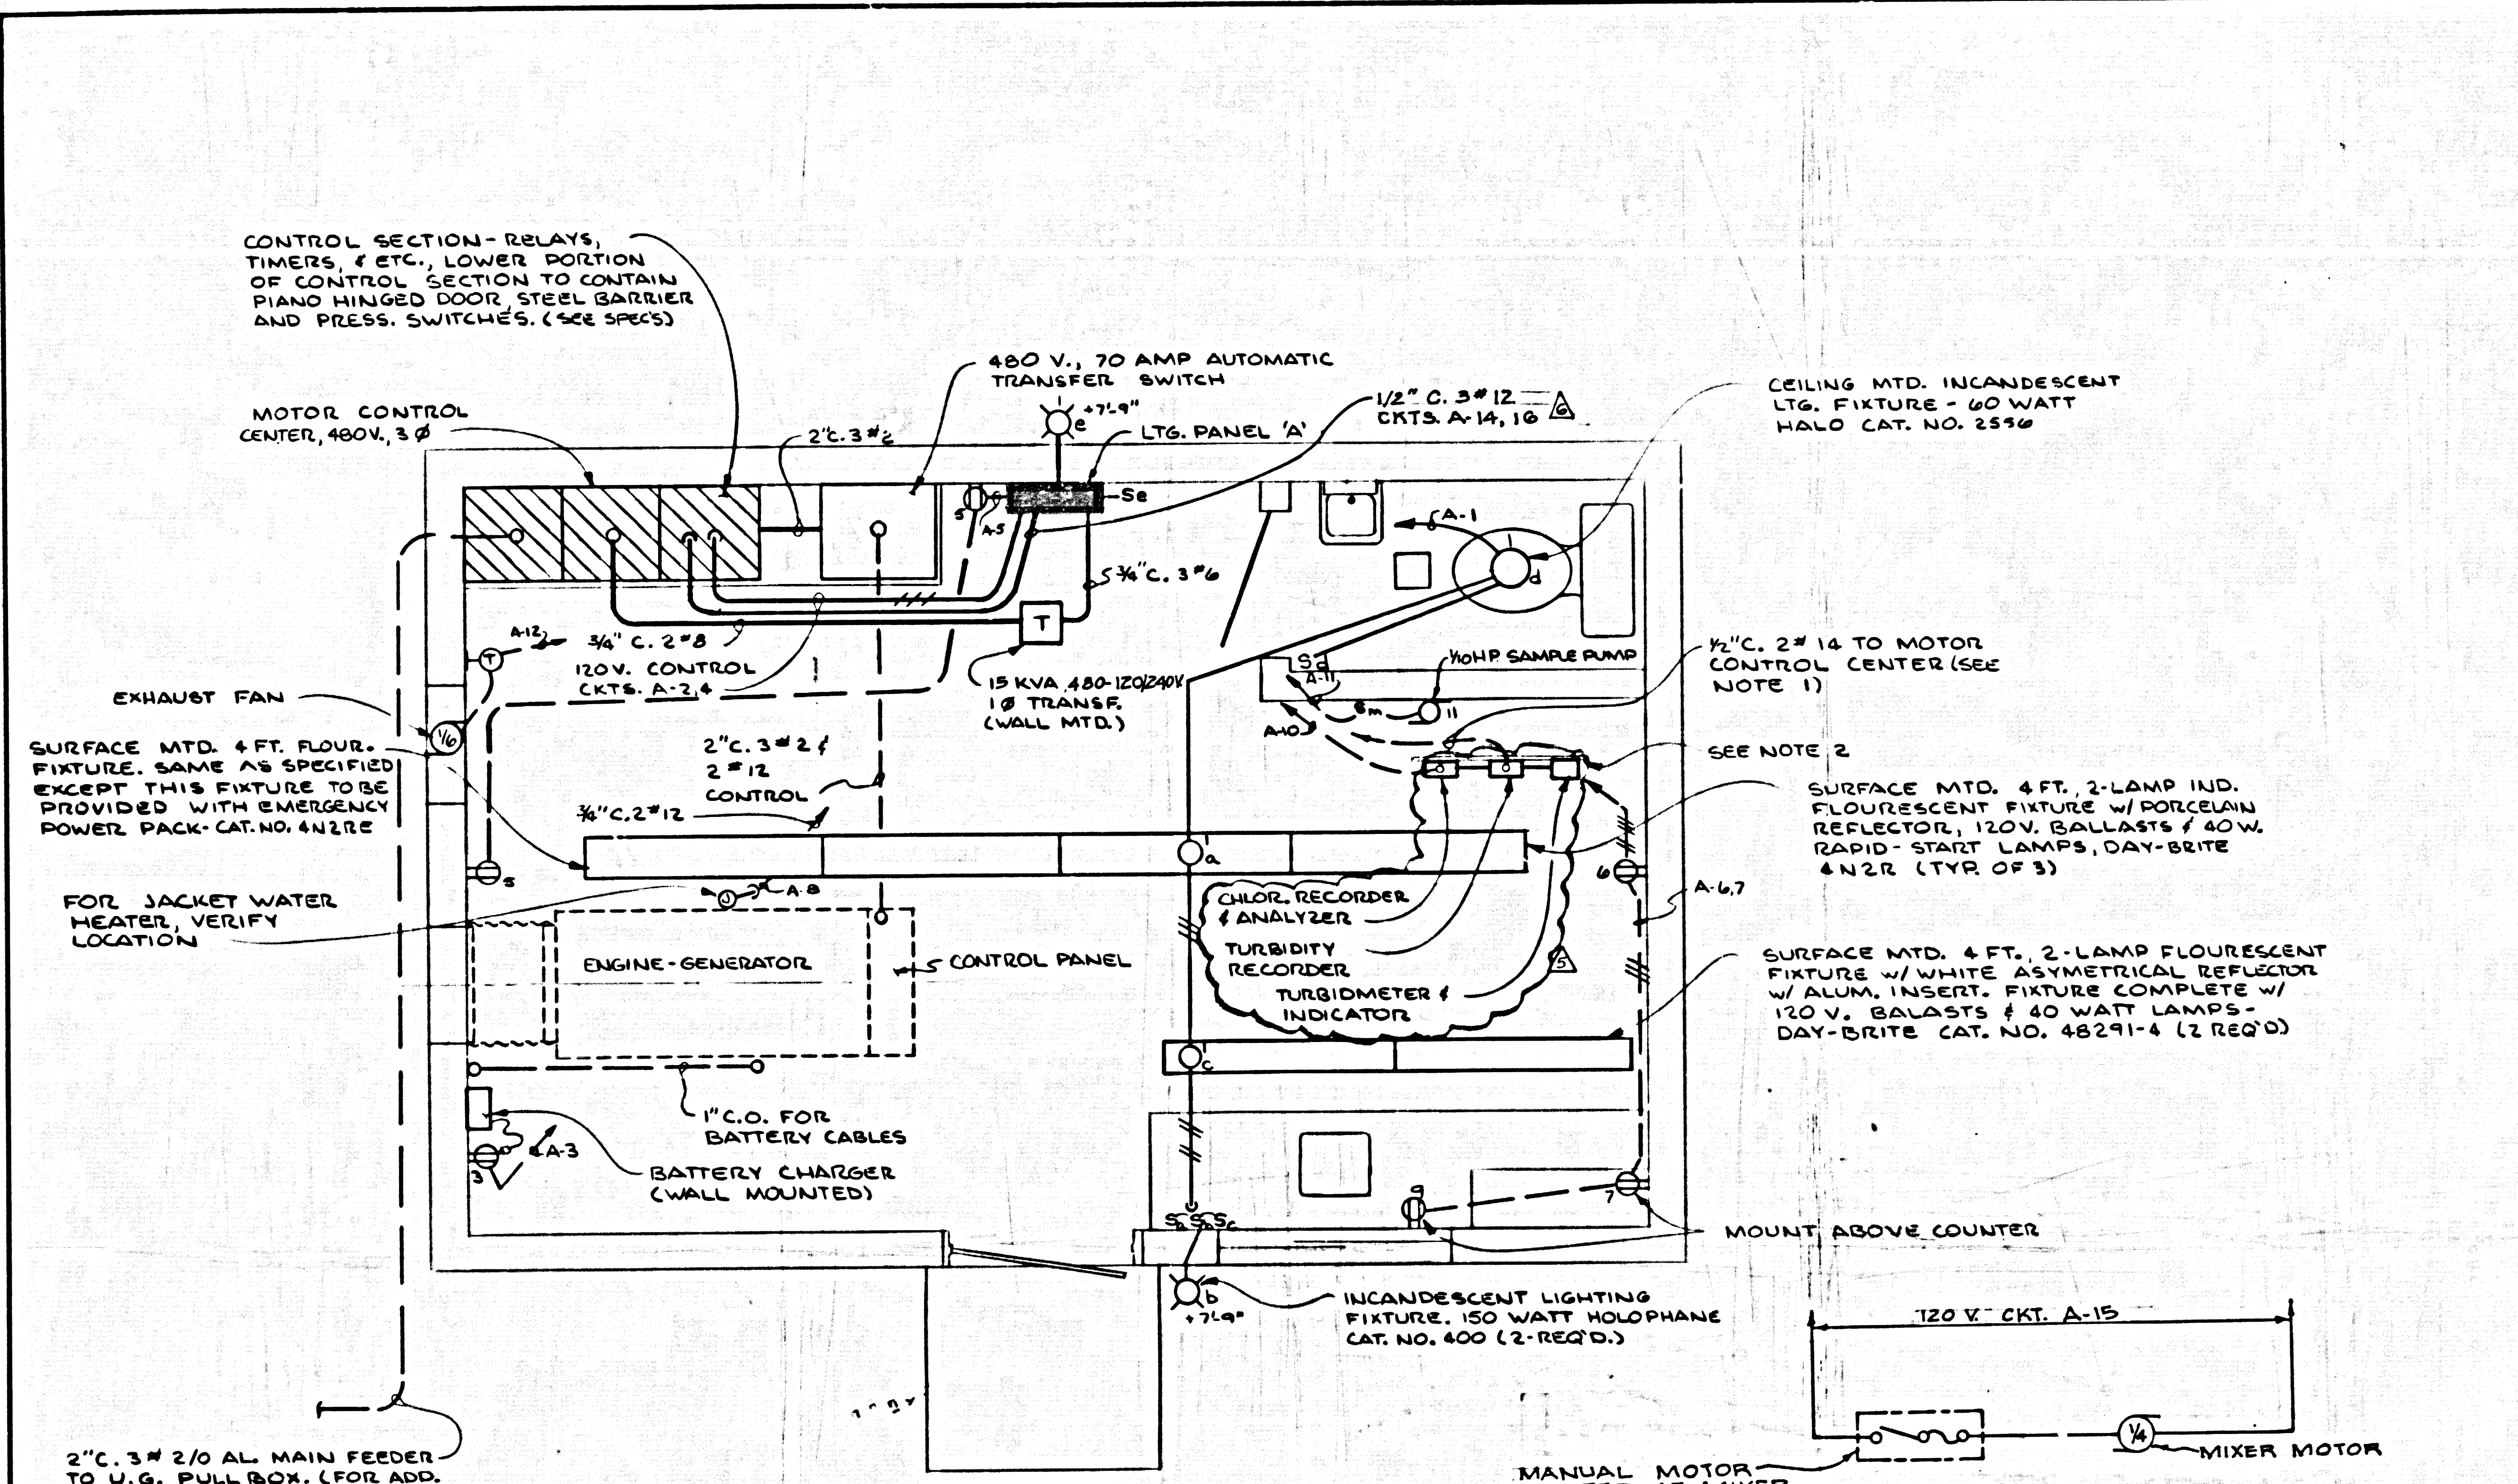 CONTROL SECTION-RELAYS,
TIMERS, & ETC., LOWER PORTION
OF CONTROL SECTION TO CONTAIN
PIANO HINGED DOOR, STEEL BARRIER
AND PRESS. SWITCHES. (SEE SPEC'S)
480 V., 70 AMP AUTOMATIC
TRANSFER SWITCH
MOTOR CONTROL
CENTER, 480V., 3Ø
2"C. 3#2
+7'-9"
e
LTG. PANEL 'A'
1/2" C. 3#12
CKTS. A-14, 16
6
CEILING MTD. INCANDESCENT
LTG. FIXTURE - 60 WATT
HALO CAT. NO. 2556
5
A-5
Se
A-1
d
3/4"C. 3#6
T
A-12
T
3/4" C. 2#8
120V. CONTROL
CKTS. A-2,4
15 KVA, 480-120/240V.
1Ø TRANSF.
(WALL MTD.)
Sd
A-11
1/10 HP. SAMPLE PUMP
Sm
11
A-10
1/2"C. 2#14 TO MOTOR
CONTROL CENTER (SEE
NOTE 1)
EXHAUST FAN
1/6
SURFACE MTD. 4 FT. FLOUR.
FIXTURE. SAME AS SPECIFIED
EXCEPT THIS FIXTURE TO BE
PROVIDED WITH EMERGENCY
POWER PACK-CAT. NO. 4N2RE
2"C. 3#2 &
2#12
CONTROL
3/4"C. 2#12
SEE NOTE 2
SURFACE MTD. 4 FT., 2-LAMP IND.
FLOURESCENT FIXTURE W/ PORCELAIN
REFLECTOR, 120V. BALLASTS & 40W.
RAPID-START LAMPS, DAY-BRITE
4N2R (TYP. OF 3)
a
5
6
A-6,7
FOR JACKET WATER
HEATER, VERIFY
LOCATION
J
A-8
CHLOR. RECORDER
& ANALYZER
TURBIDITY
RECORDER
TURBIDMETER &
INDICATOR
5
ENGINE-GENERATOR
CONTROL PANEL
SURFACE MTD. 4 FT., 2-LAMP FLOURESCENT
FIXTURE W/ WHITE ASYMETRICAL REFLECTOR
W/ ALUM. INSERT. FIXTURE COMPLETE W/
120 V. BALASTS & 40 WATT LAMPS-
DAY-BRITE CAT. NO. 48291-4 (2 REQ'D)
c
1"C.O. FOR
BATTERY CABLES
A-3
3
BATTERY CHARGER
(WALL MOUNTED)
9
7
Sa Sb Sc
MOUNT ABOVE COUNTER
b
+7'-9"
INCANDESCENT LIGHTING
FIXTURE. 150 WATT HOLOPHANE
CAT. NO. 400 (2-REQ'D.)
120 V. CKT. A-15
1/4
MIXER MOTOR
2"C. 3# 2/0 AL. MAIN FEEDER
TO U.G. PULL BOX. (FOR ADD.
MANUAL MOTOR